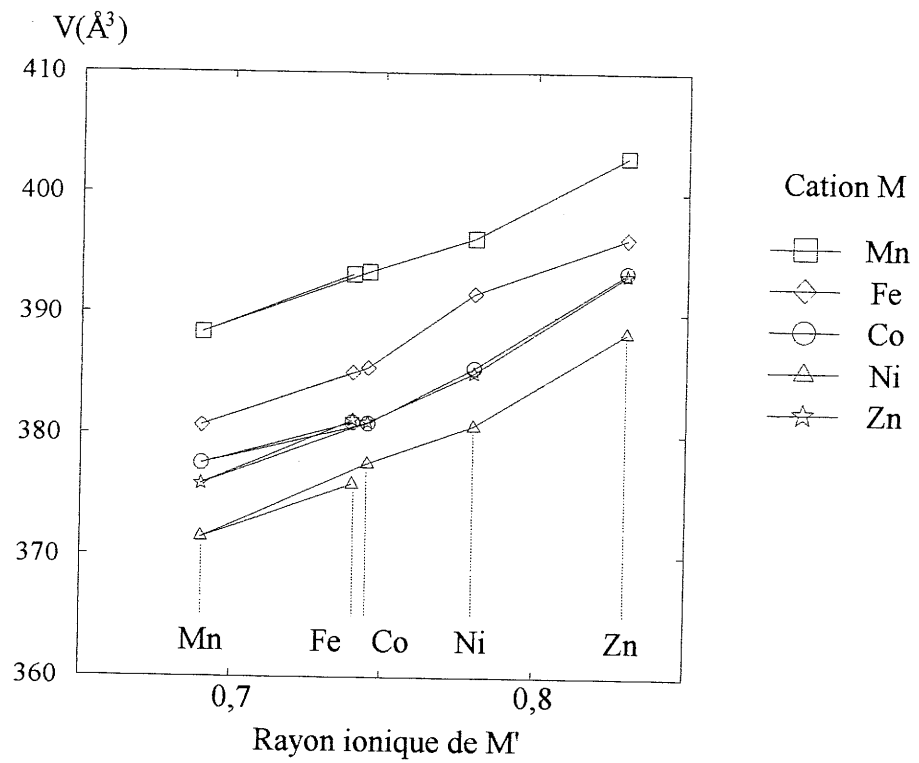 V(Å³)
410
400
390
380
370
360
Mn
Fe
Co
Ni
Zn
0,7
0,8
Rayon ionique de M'
Cation M
Mn
Fe
Co
Ni
Zn